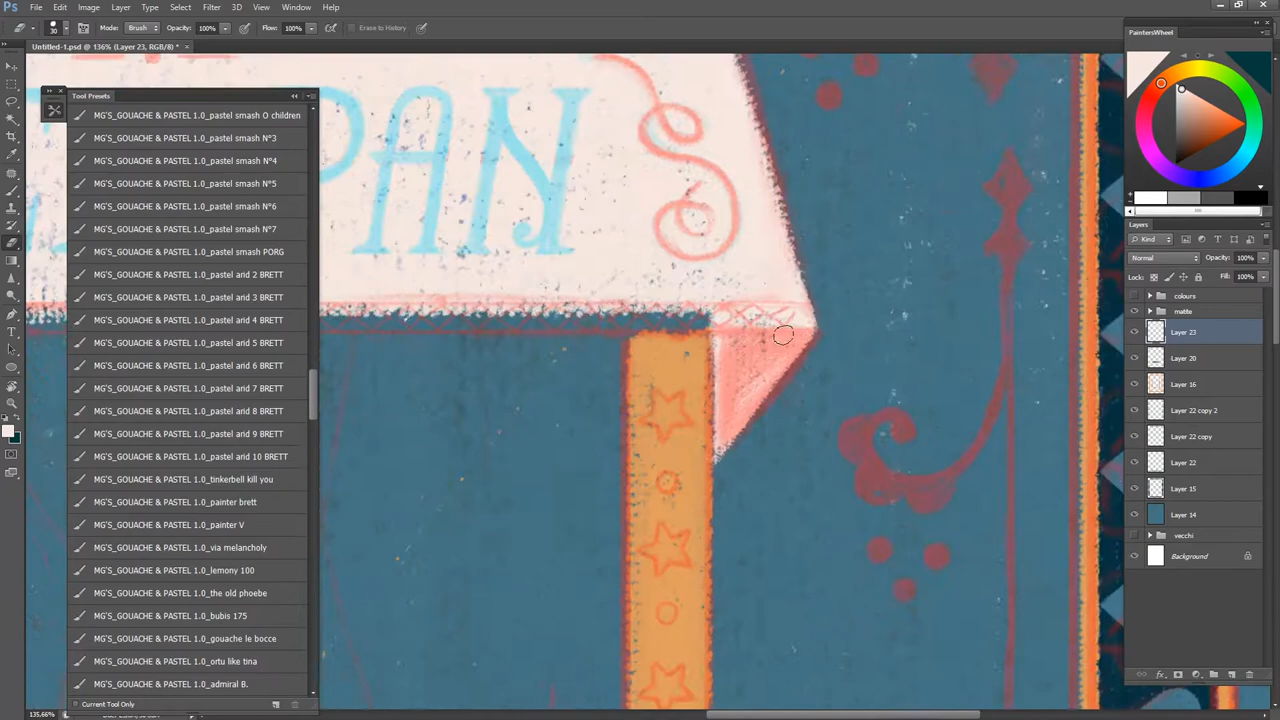 Ps File Edit Image Layer Type Select Filter 3D View Window Help
30 Mode: Brush Opacity: 100% Flow: 100% Erase to History
Untitled-1.psd @ 136% (Layer 23, RGB/8) * ×
Tool Presets
MG'S_GOUACHE & PASTEL 1.0_pastel smash O children
MG'S_GOUACHE & PASTEL 1.0_pastel smash N°3
MG'S_GOUACHE & PASTEL 1.0_pastel smash N°4
MG'S_GOUACHE & PASTEL 1.0_pastel smash N°5
MG'S_GOUACHE & PASTEL 1.0_pastel smash N°6
MG'S_GOUACHE & PASTEL 1.0_pastel smash N°7
MG'S_GOUACHE & PASTEL 1.0_pastel smash PORG
MG'S_GOUACHE & PASTEL 1.0_pastel and 2 BRETT
MG'S_GOUACHE & PASTEL 1.0_pastel and 3 BRETT
MG'S_GOUACHE & PASTEL 1.0_pastel and 4 BRETT
MG'S_GOUACHE & PASTEL 1.0_pastel and 5 BRETT
MG'S_GOUACHE & PASTEL 1.0_pastel and 6 BRETT
MG'S_GOUACHE & PASTEL 1.0_pastel and 7 BRETT
MG'S_GOUACHE & PASTEL 1.0_pastel and 8 BRETT
MG'S_GOUACHE & PASTEL 1.0_pastel and 9 BRETT
MG'S_GOUACHE & PASTEL 1.0_pastel and 10 BRETT
MG'S_GOUACHE & PASTEL 1.0_tinkerbell kill you
MG'S_GOUACHE & PASTEL 1.0_painter brett
MG'S_GOUACHE & PASTEL 1.0_painter V
MG'S_GOUACHE & PASTEL 1.0_via melancholy
MG'S_GOUACHE & PASTEL 1.0_lemony 100
MG'S_GOUACHE & PASTEL 1.0_the old phoebe
MG'S_GOUACHE & PASTEL 1.0_bubis 175
MG'S_GOUACHE & PASTEL 1.0_gouache le bocce
MG'S_GOUACHE & PASTEL 1.0_ortu like tina
MG'S_GOUACHE & PASTEL 1.0_admiral B.
Current Tool Only
PAN
PaintersWheel
Layers
Kind
Normal Opacity: 100%
Lock: Fill: 100%
colours
matite
Layer 23
Layer 20
Layer 16
Layer 22 copy 2
Layer 22 copy
Layer 22
Layer 15
Layer 14
vecchi
Background
135,66%